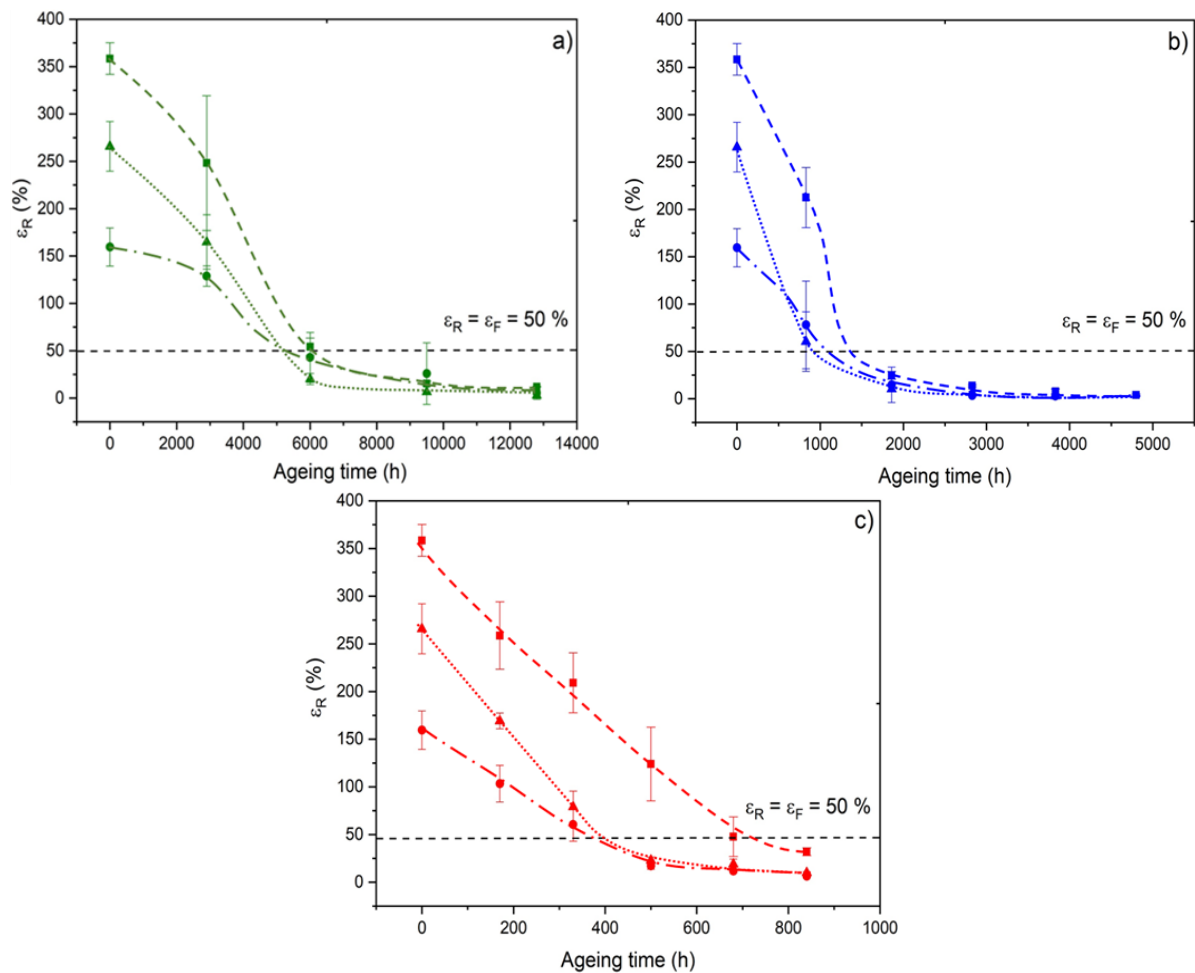 a)
400
350
300
250
200
150
100
50
0
εR (%)
εR = εF = 50 %
0 2000 4000 6000 8000 10000 12000 14000
Ageing time (h)
b)
400
350
300
250
200
150
100
50
0
εR (%)
εR = εF = 50 %
0 1000 2000 3000 4000 5000
Ageing time (h)
c)
400
350
300
250
200
150
100
50
0
εR (%)
εR = εF = 50 %
0 200 400 600 800 1000
Ageing time (h)